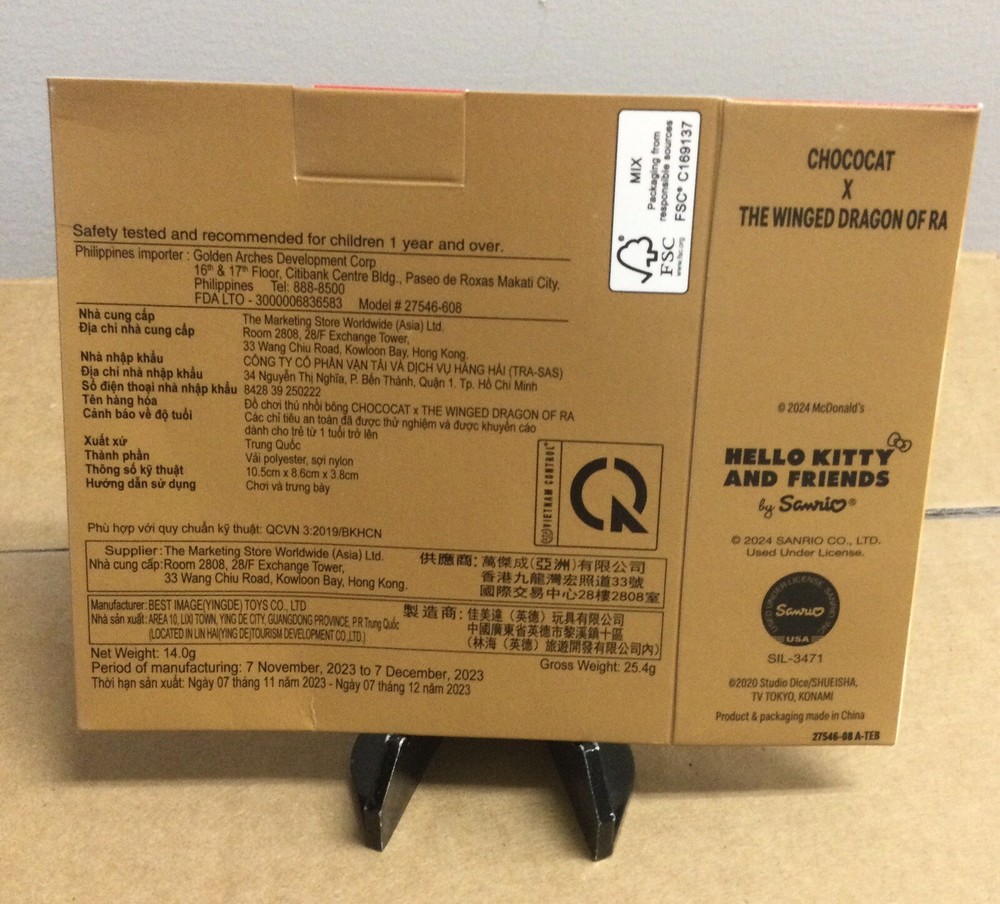 Safety tested and recommended for children 1 year and over.
Philippines importer : Golden Arches Development Corp
16th & 17th Floor, Citibank Centre Bldg., Paseo de Roxas Makati City.
Philippines Tel: 888-8500
FDA LTO - 3000006836583 Model # 27546-608
Nhà cung cấp The Marketing Store Worldwide (Asia) Ltd.
Địa chỉ nhà cung cấp Room 2808, 28/F Exchange Tower,
33 Wang Chiu Road, Kowloon Bay, Hong Kong.
Nhà nhập khẩu CÔNG TY CỔ PHẦN VẬN TẢI VÀ DỊCH VỤ HÀNG HẢI (TRA-SAS)
Địa chỉ nhà nhập khẩu 34 Nguyễn Thị Nghĩa, P. Bến Thành, Quận 1. Tp. Hồ Chí Minh
Số điện thoại nhà nhập khẩu 8428 39 250222
Tên hàng hóa Đồ chơi thú nhồi bông CHOCOCAT x THE WINGED DRAGON OF RA
Cảnh báo về độ tuổi Các chỉ tiêu an toàn đã được thử nghiệm và được khuyến cáo
dành cho trẻ từ 1 tuổi trở lên
Xuất xứ Trung Quốc
Thành phần Vải polyester, sợi nylon
Thông số kỹ thuật 10.5cm x 8.6cm x 3.8cm
Hướng dẫn sử dụng Chơi và trưng bày
Phù hợp với quy chuẩn kỹ thuật: QCVN 3:2019/BKHCN
VIETNAM CONTROL
Supplier: The Marketing Store Worldwide (Asia) Ltd.
Nhà cung cấp: Room 2808, 28/F Exchange Tower,
33 Wang Chiu Road, Kowloon Bay, Hong Kong.
供應商: 萬傑成(亞洲)有限公司
香港九龍灣宏照道33號
國際交易中心28樓2808室
Manufacturer: BEST IMAGE(YINGDE) TOYS CO., LTD
Nhà sản xuất: AREA 10, LIXI TOWN, YING DE CITY, GUANGDONG PROVINCE, P.R Trung Quốc
(LOCATED IN LIN HAI(YING DE)TOURISM DEVELOPMENT CO.,LTD.)
製造商: 佳美達（英德）玩具有限公司
中國廣東省英德市黎溪鎮十區
(林海（英德）旅遊開發有限公司內)
Net Weight: 14.0g
Gross Weight: 25.4g
Period of manufacturing: 7 November, 2023 to 7 December, 2023
Thời hạn sản xuất: Ngày 07 tháng 11 năm 2023 - Ngày 07 tháng 12 năm 2023
MIX
Packaging from
responsible sources
FSC® C169137
FSC
www.fsc.org
CHOCOCAT
X
THE WINGED DRAGON OF RA
© 2024 McDonald's
HELLO KITTY
AND FRIENDS
by Sanrio®
© 2024 SANRIO CO., LTD.
Used Under License.
USED UNDER LICENSE SANRIO, INC.
Sanrio
USA
SIL-3471
©2020 Studio Dice/SHUEISHA,
TV TOKYO, KONAMI
Product & packaging made in China
27546-08 A-TEB